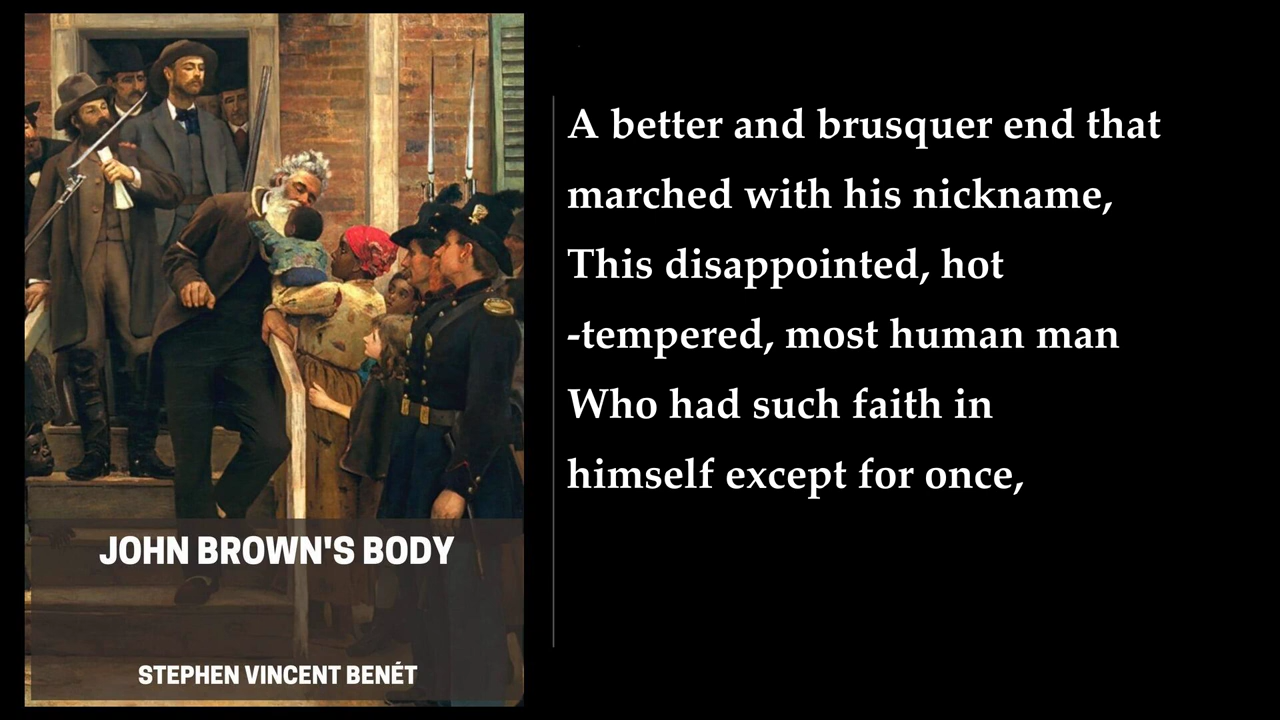 A better and brusquer end that
marched with his nickname,
This disappointed, hot
-tempered, most human man
Who had such faith in
himself except for once,
JOHN BROWN'S BODY
STEPHEN VINCENT BENÉT